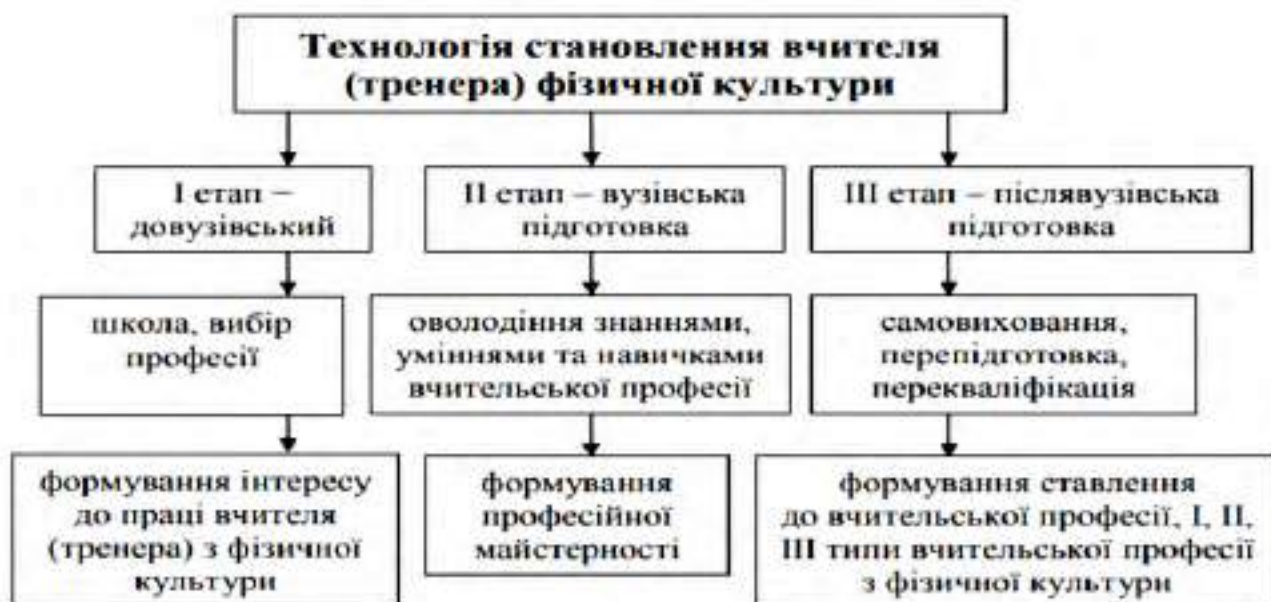 Технологія становлення вчителя
(тренера) фізичної культури
I етап –
довузівський
II етап – вузівська
підготовка
III етап – післявузівська
підготовка
школа, вибір
професії
оволодіння знаннями,
уміннями та навичками
вчительської професії
самовиховання,
перепідготовка,
перекваліфікація
формування інтересу
до праці вчителя
(тренера) з фізичної
культури
формування
професійної
майстерності
формування ставлення
до вчительської професії, I, II,
III типи вчительської професії
з фізичної культури